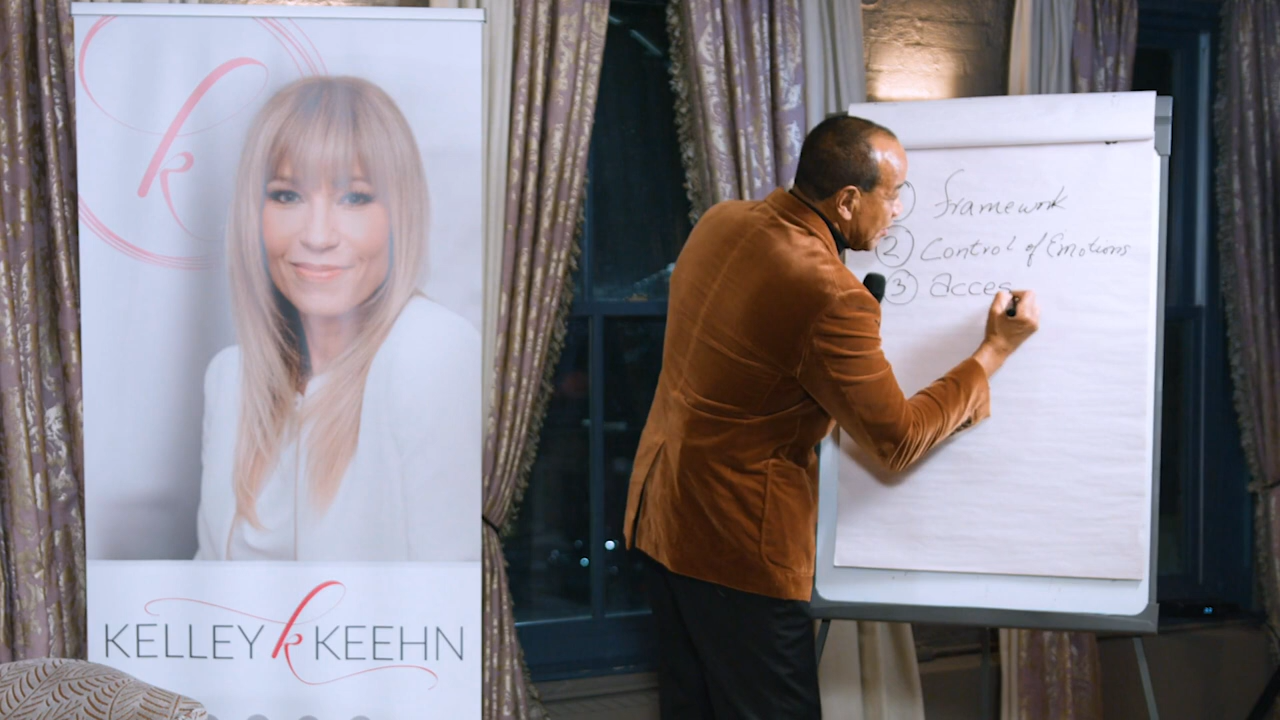 k
KELLEY k KEEHN
① Framework
② Control of Emotions
③ acces